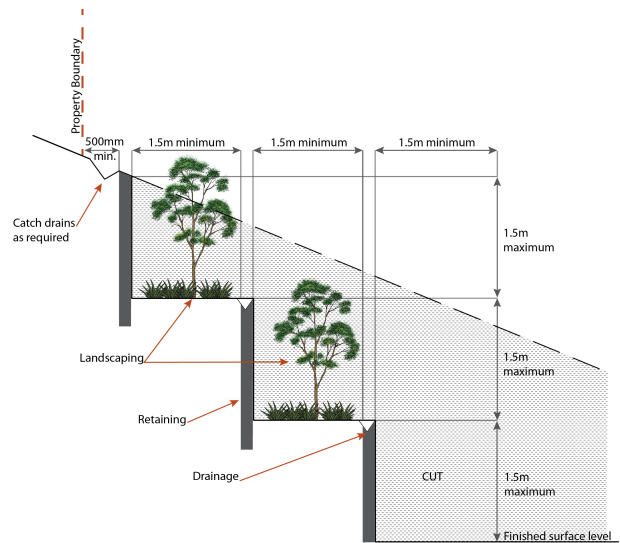 Property Boundary
500mm
min.
1.5m minimum
1.5m minimum
1.5m minimum
Catch drains
as required
1.5m
maximum
Landscaping
1.5m
maximum
Retaining
Drainage
CUT
1.5m
maximum
Finished surface level